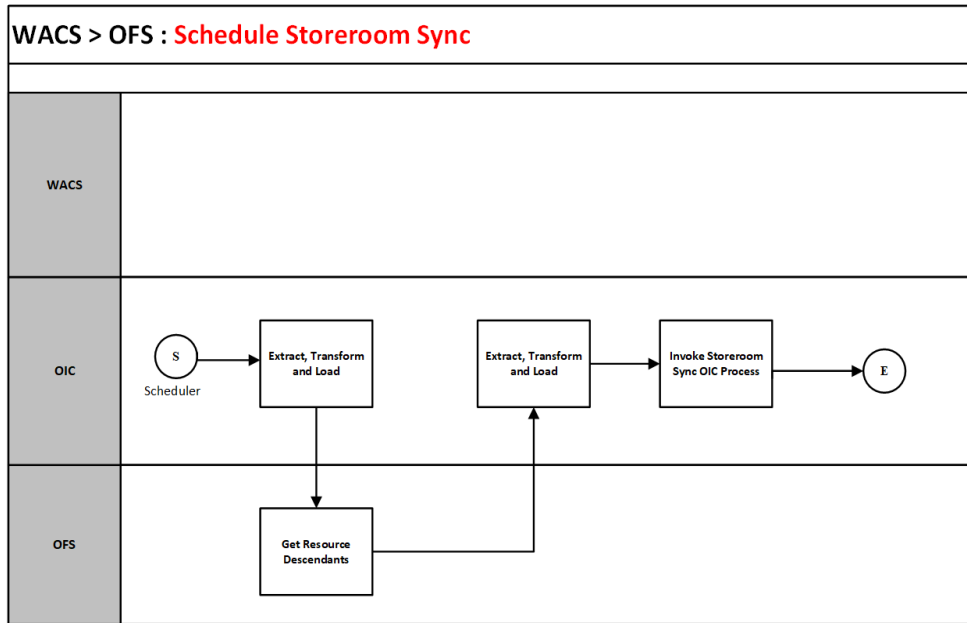 WACS > OFS : Schedule Storeroom Sync
WACS
OIC
S
Scheduler
Extract, Transform
and Load
Extract, Transform
and Load
Invoke Storeroom
Sync OIC Process
E
OFS
Get Resource
Descendants